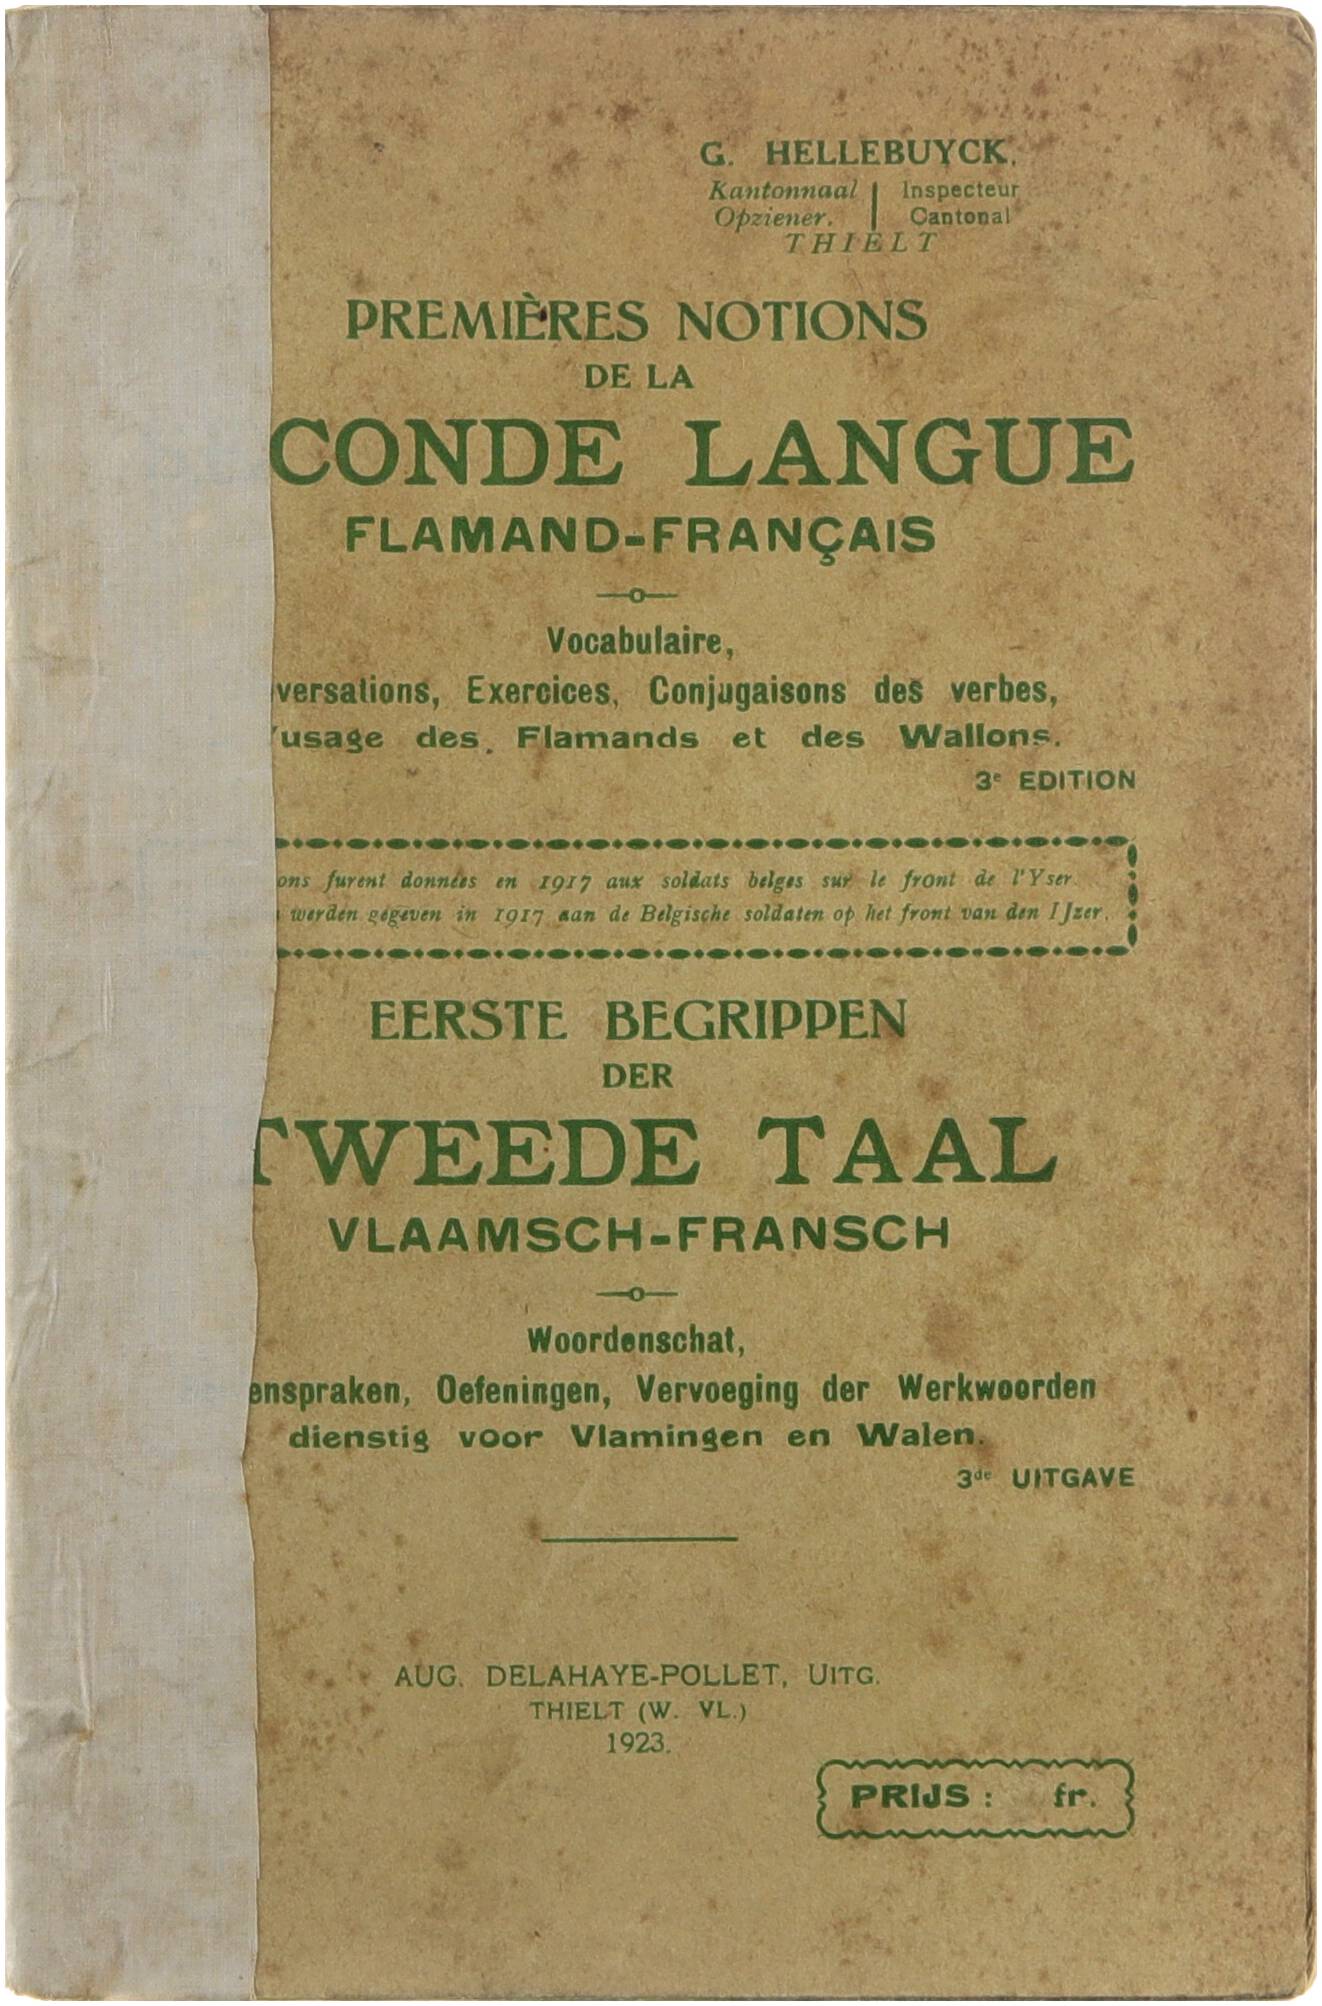 G. HELLEBUYCK.
Kantonnaal | Inspecteur
Opziener. | Cantonal
THIELT
PREMIÈRES NOTIONS
DE LA
CONDE LANGUE
FLAMAND-FRANÇAIS
Vocabulaire,
versations, Exercices, Conjugaisons des verbes,
'usage des Flamands et des Wallons.
3e EDITION
ons furent données en 1917 aux soldats belges sur le front de l'Yser.
werden gegeven in 1917 aan de Belgische soldaten op het front van den IJzer.
EERSTE BEGRIPPEN
DER
TWEEDE TAAL
VLAAMSCH-FRANSCH
Woordenschat,
enspraken, Oefeningen, Vervoeging der Werkwoorden
dienstig voor Vlamingen en Walen.
3de UITGAVE
AUG. DELAHAYE-POLLET, UITG.
THIELT (W. VL.)
1923.
PRIJS : fr.